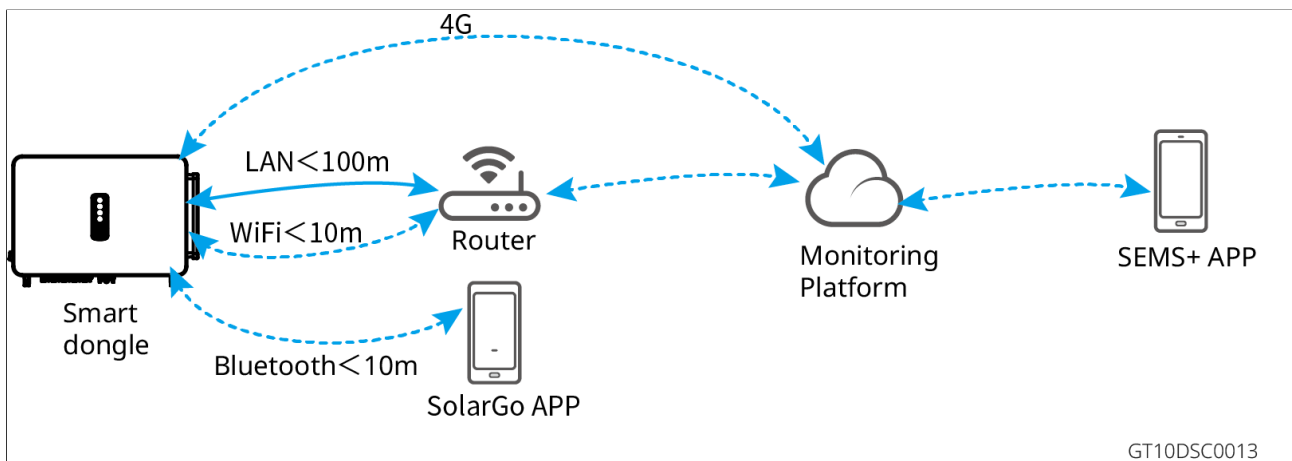 4G
LAN＜100m
WiFi＜10m
Router
Smart
dongle
Bluetooth＜10m
SolarGo APP
Monitoring
Platform
SEMS+ APP
GT10DSC0013